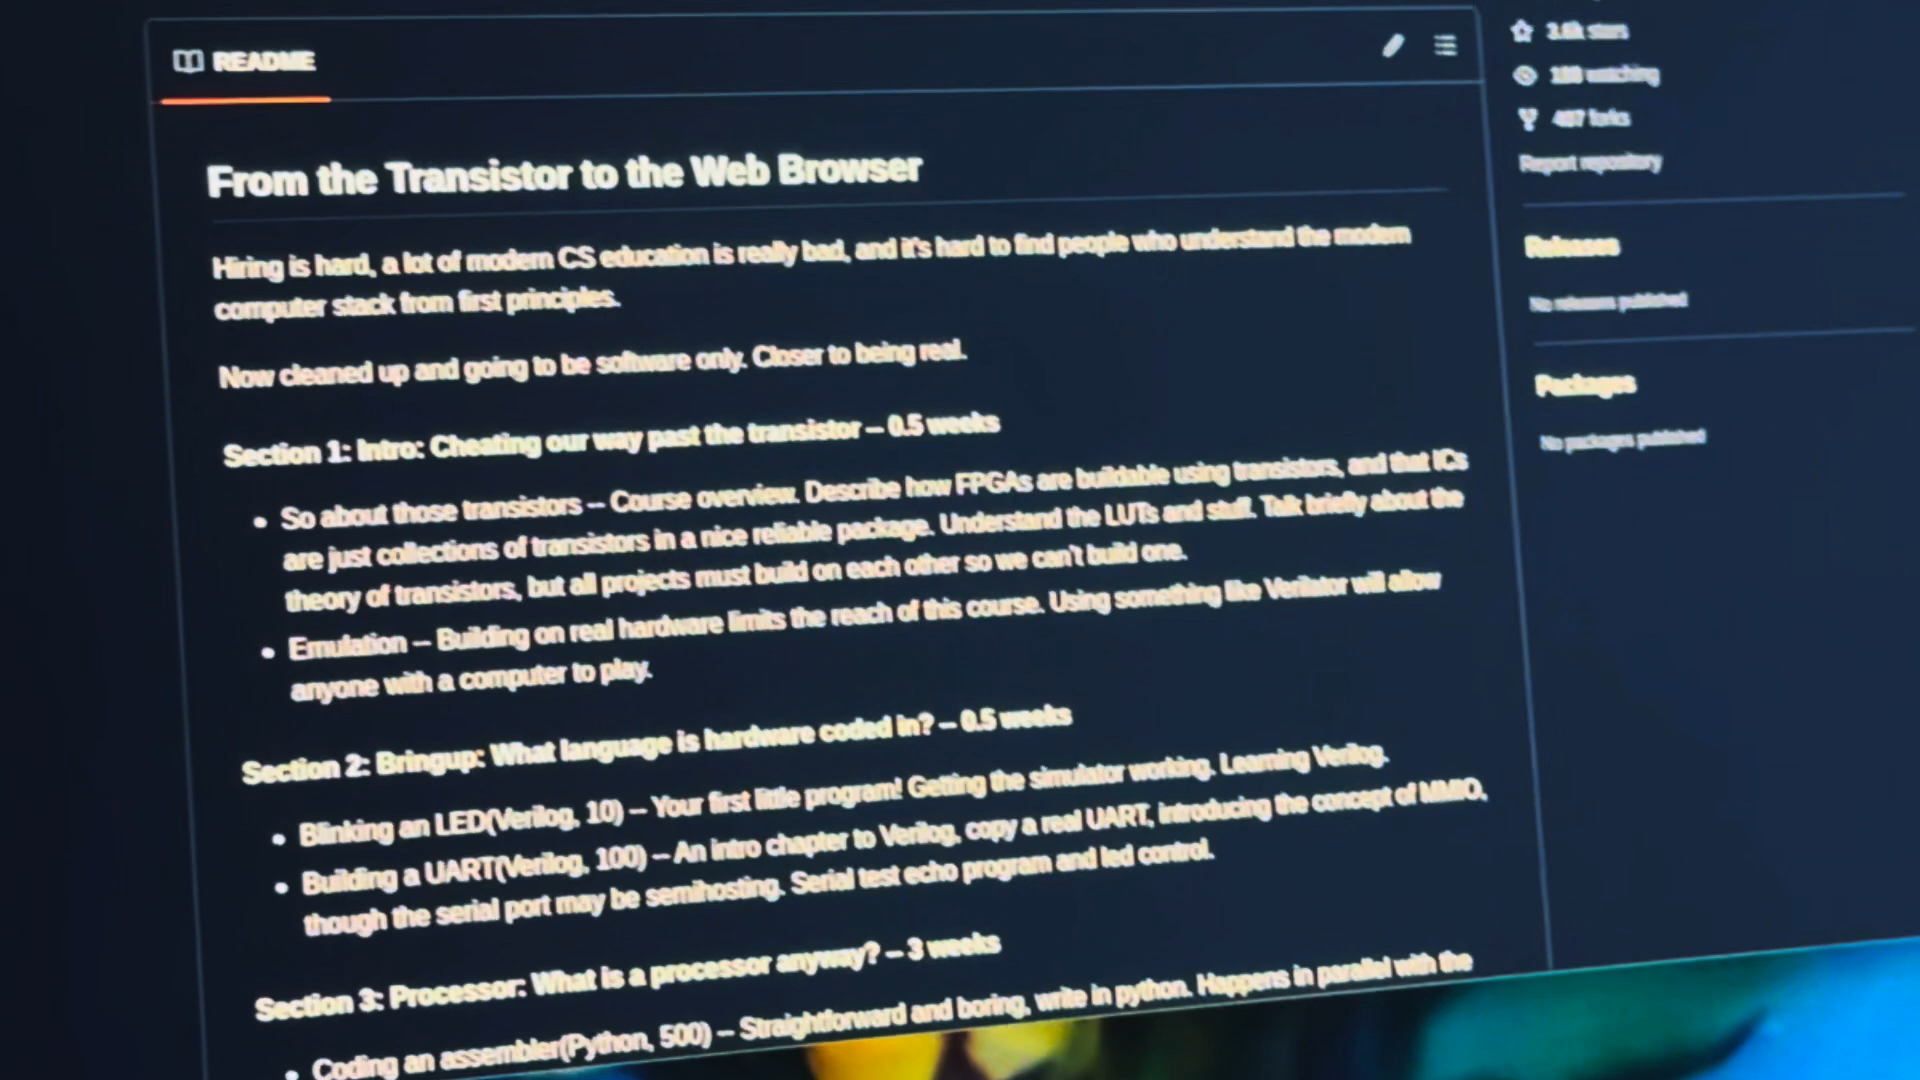 README
3.6k stars
188 watching
407 forks
Report repository
From the Transistor to the Web Browser
Hiring is hard, a lot of modern CS education is really bad, and it's hard to find people who understand the modern
computer stack from first principles.
Now cleaned up and going to be software only. Closer to being real.
Section 1: Intro: Cheating our way past the transistor -- 0.5 weeks
So about those transistors -- Course overview. Describe how FPGAs are buildable using transistors, and that ICs
are just collections of transistors in a nice reliable package. Understand the LUTs and stuff. Talk briefly about the
theory of transistors, but all projects must build on each other so we can't build one.
Emulation -- Building on real hardware limits the reach of this course. Using something like Verilator will allow
anyone with a computer to play.
Section 2: Bringup: What language is hardware coded in? -- 0.5 weeks
Blinking an LED(Verilog, 10) -- Your first little program! Getting the simulator working. Learning Verilog.
Building a UART(Verilog, 100) -- An intro chapter to Verilog, copy a real UART, introducing the concept of MMIO,
though the serial port may be semihosting. Serial test echo program and led control.
Section 3: Processor: What is a processor anyway? -- 3 weeks
Coding an assembler(Python, 500) -- Straightforward and boring, write in python. Happens in parallel with the
Releases
No releases published
Packages
No packages published